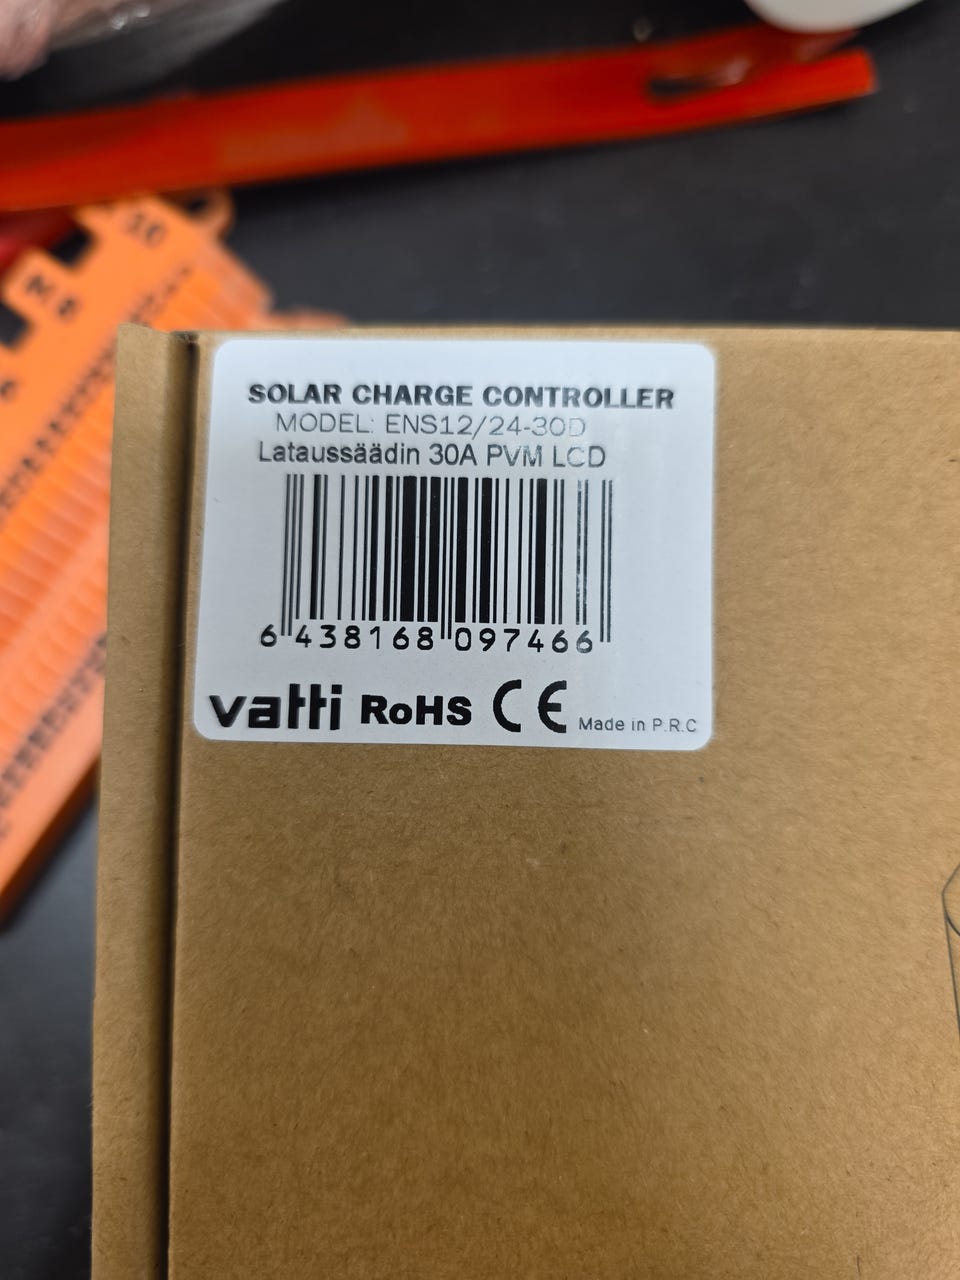 SOLAR CHARGE CONTROLLER
MODEL: ENS12/24-30D
Lataussäädin 30A PVM LCD
6 438168 097466
vatti RoHS CE Made in P.R.C